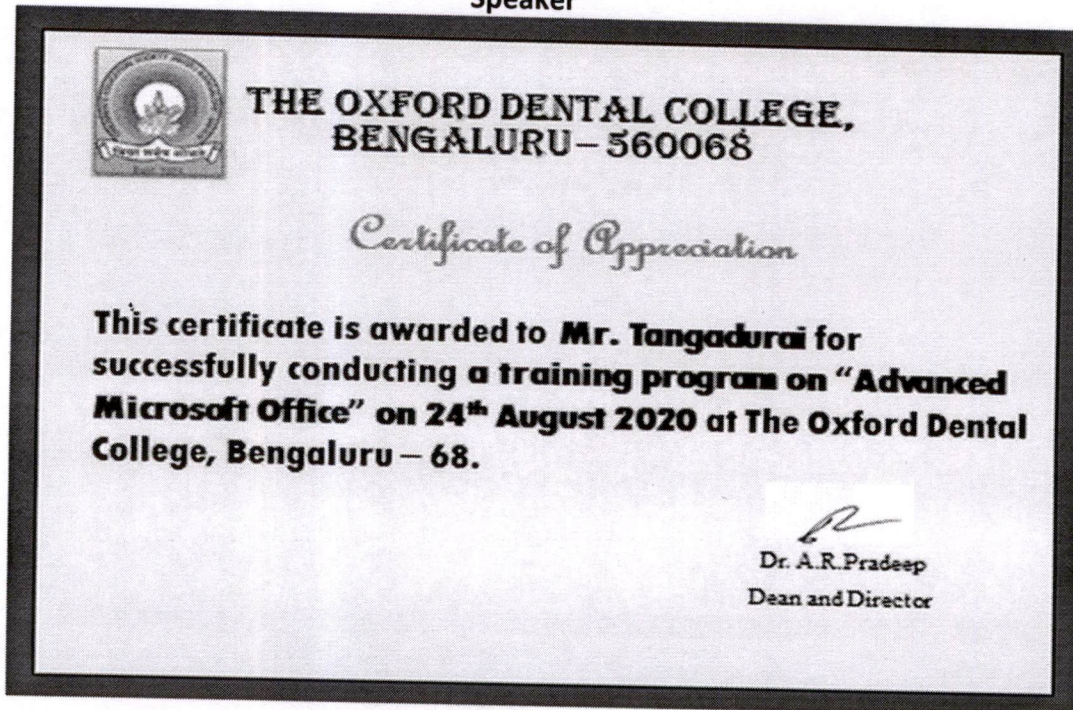 Speaker
THE OXFORD DENTAL COLLEGE,
BENGALURU – 560068
Certificate of Appreciation
This certificate is awarded to Mr. Tangadurai for
successfully conducting a training program on “Advanced
Microsoft Office” on 24th August 2020 at The Oxford Dental
College, Bengaluru – 68.
Dr. A.R.Pradeep
Dean and Director